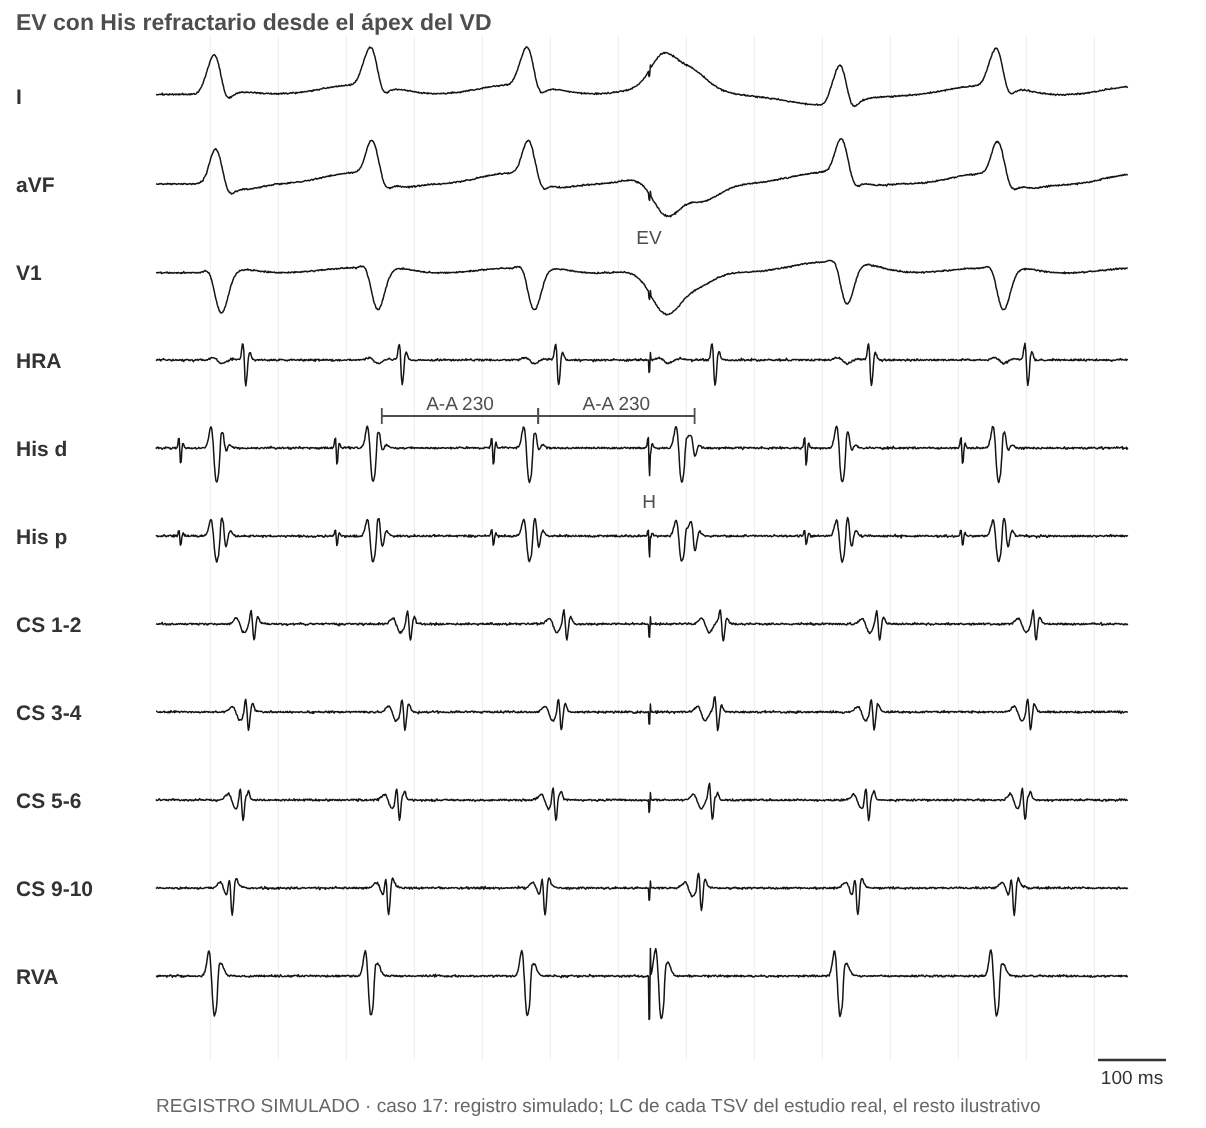 EV con His refractario desde el ápex del VD
I
aVF
EV
V1
HRA
A-A 230 A-A 230
His d
H
His p
CS 1-2
CS 3-4
CS 5-6
CS 9-10
RVA
100 ms
REGISTRO SIMULADO · caso 17: registro simulado; LC de cada TSV del estudio real, el resto ilustrativo